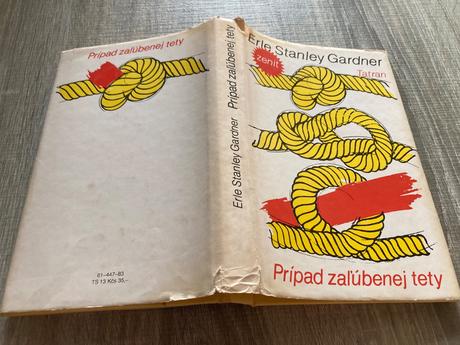 Prípad zaľúbenej tety
61-447-83
TS 13 Kčs 35,-
Erle Stanley Gardner Prípad zaľúbenej tety
Erle Stanley Gardner
zenit
Tatran
Prípad zaľúbenej tety